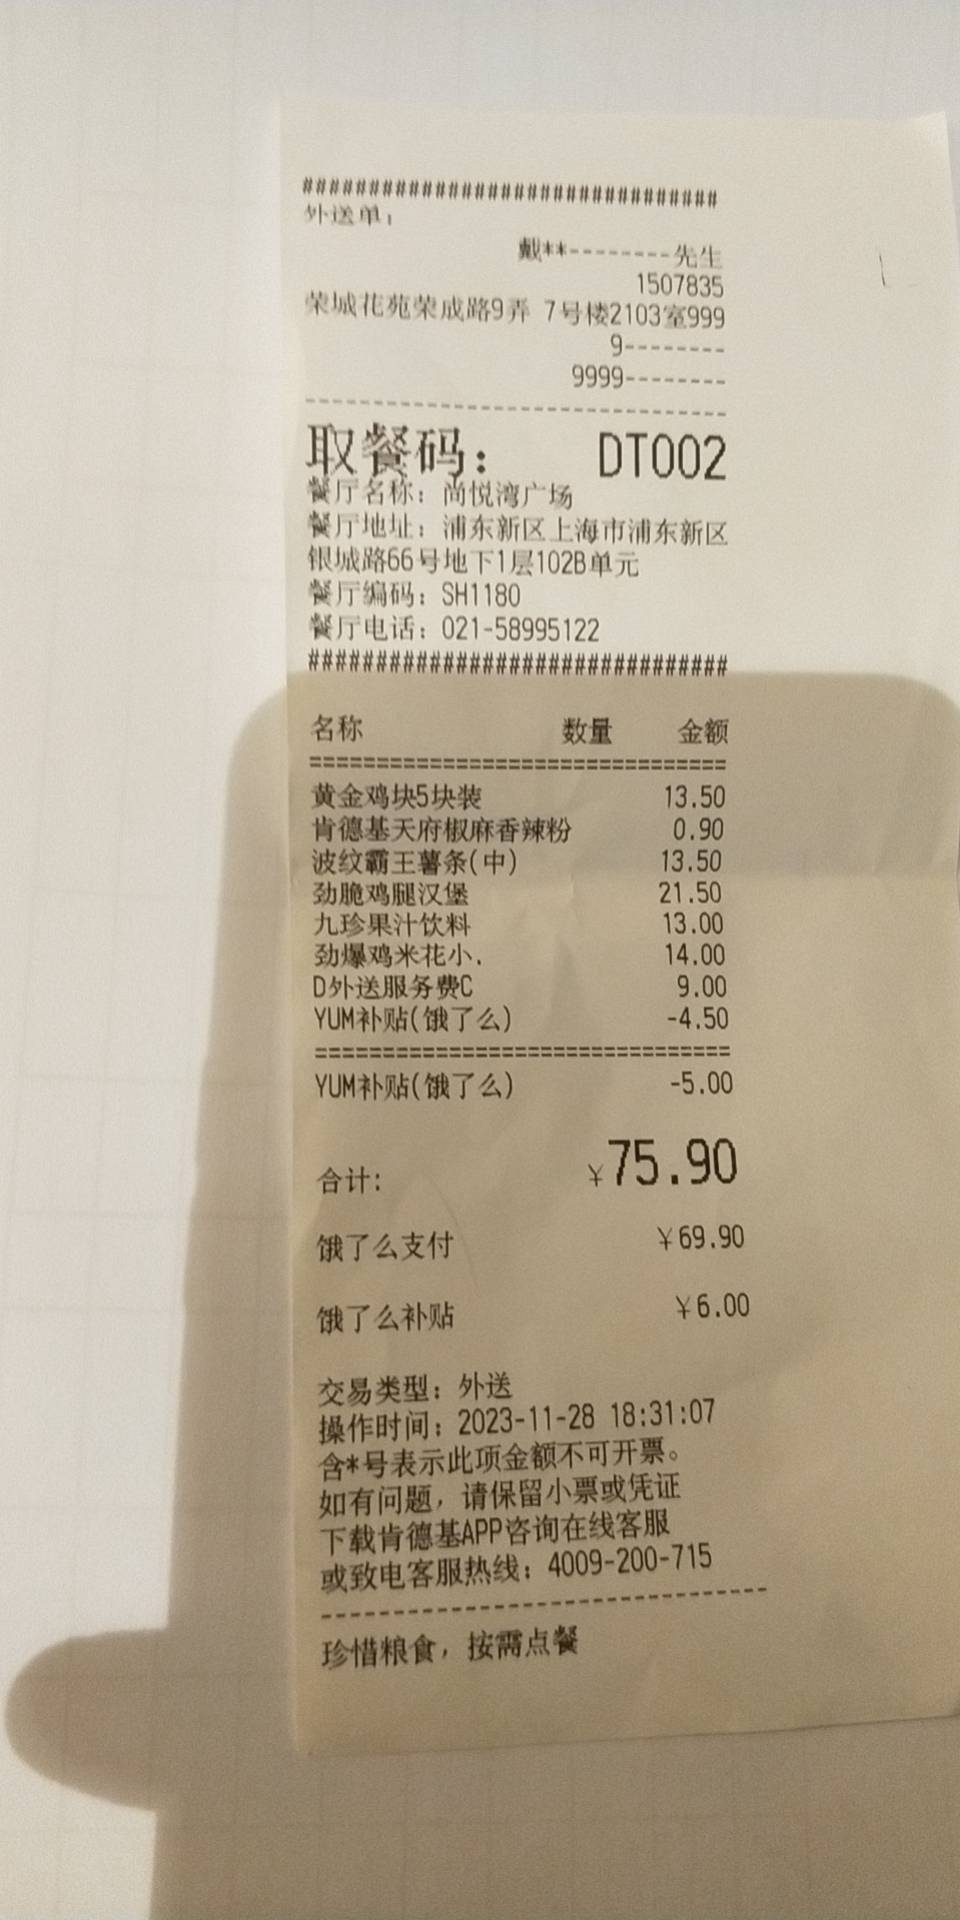 ################################
外送单:
戴**--------先生
1507835
荣城花苑荣成路9弄 7号楼2103室999
9--------
9999--------
--------------------------------
取餐码: DT002
餐厅名称: 尚悦湾广场
餐厅地址: 浦东新区上海市浦东新区
银城路66号地下1层102B单元
餐厅编码: SH1180
餐厅电话: 021-58995122
################################
名称 数量 金额
================================
黄金鸡块5块装 13.50
肯德基天府椒麻香辣粉 0.90
波纹霸王薯条(中) 13.50
劲脆鸡腿汉堡 21.50
九珍果汁饮料 13.00
劲爆鸡米花小. 14.00
D外送服务费C 9.00
YUM补贴(饿了么) -4.50
================================
YUM补贴(饿了么) -5.00
合计: ¥75.90
饿了么支付 ¥69.90
饿了么补贴 ¥6.00
交易类型: 外送
操作时间: 2023-11-28 18:31:07
含*号表示此项金额不可开票。
如有问题, 请保留小票或凭证
下载肯德基APP咨询在线客服
或致电客服热线: 4009-200-715
--------------------------------
珍惜粮食, 按需点餐